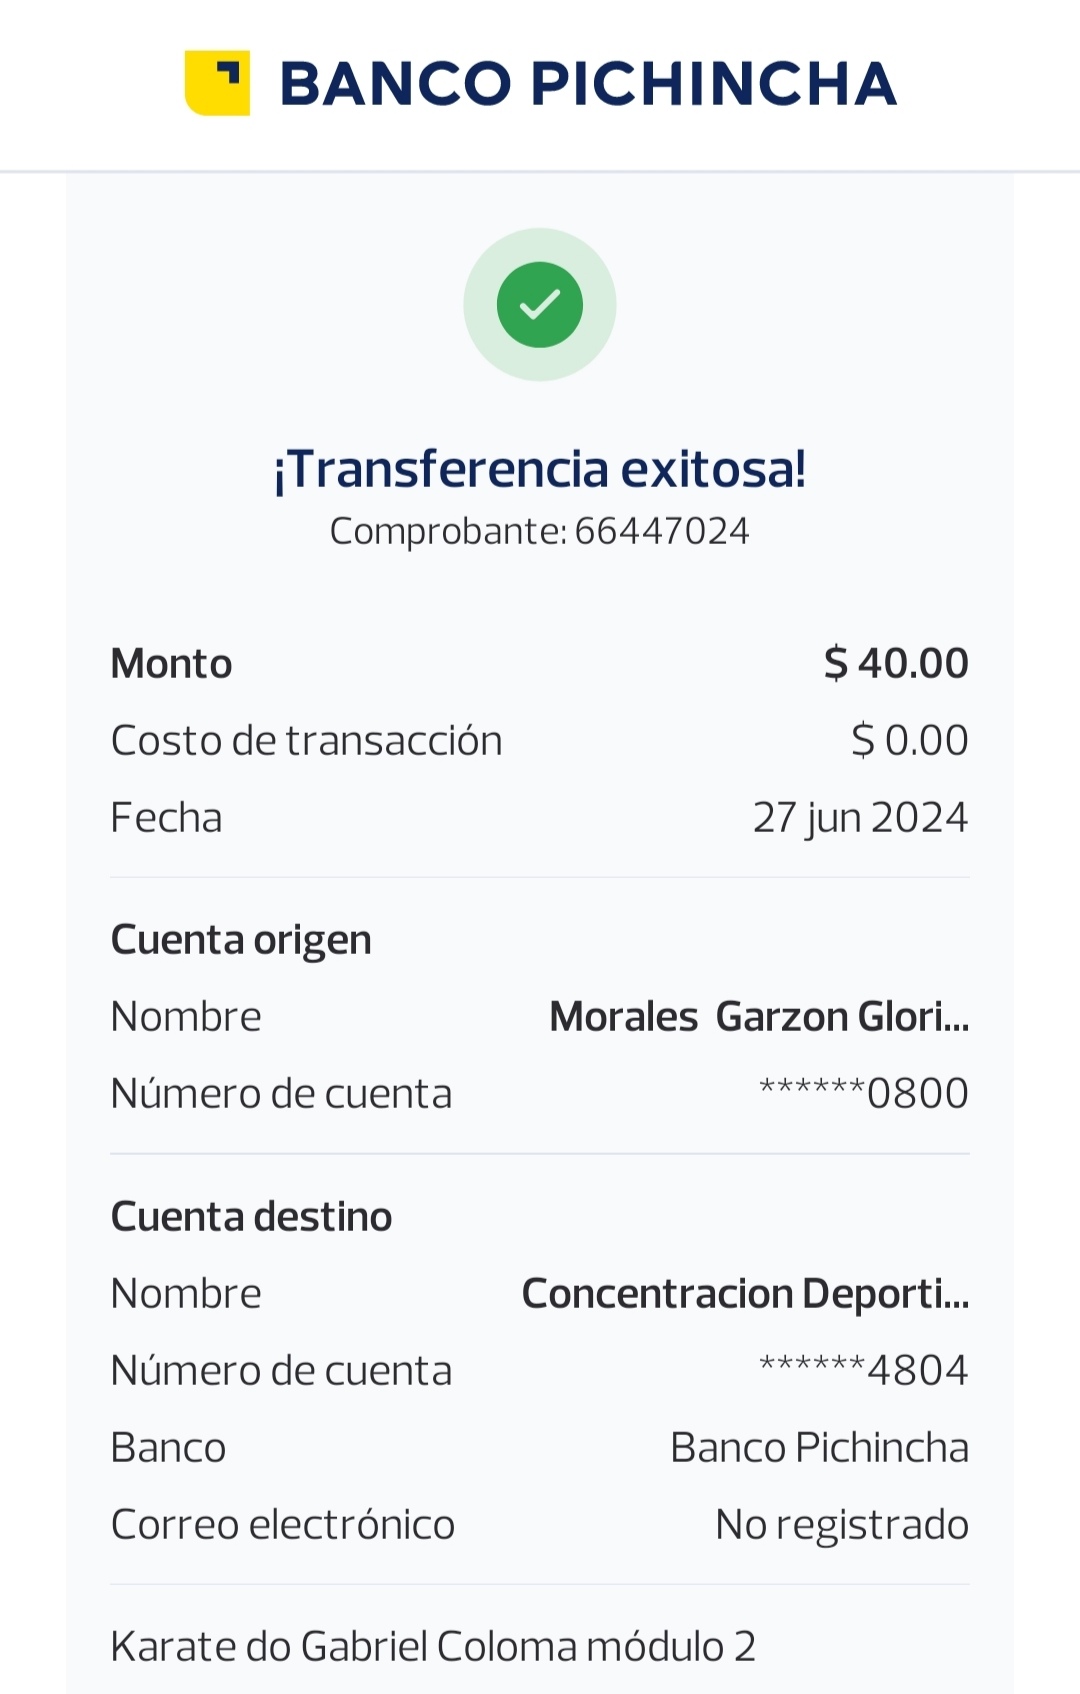 BANCO PICHINCHA
¡Transferencia exitosa!
Comprobante: 66447024
Monto $ 40.00
Costo de transacción $ 0.00
Fecha 27 jun 2024
Cuenta origen
Nombre Morales  Garzon Glori...
Número de cuenta ******0800
Cuenta destino
Nombre Concentracion Deporti...
Número de cuenta ******4804
Banco Banco Pichincha
Correo electrónico No registrado
Karate do Gabriel Coloma módulo 2